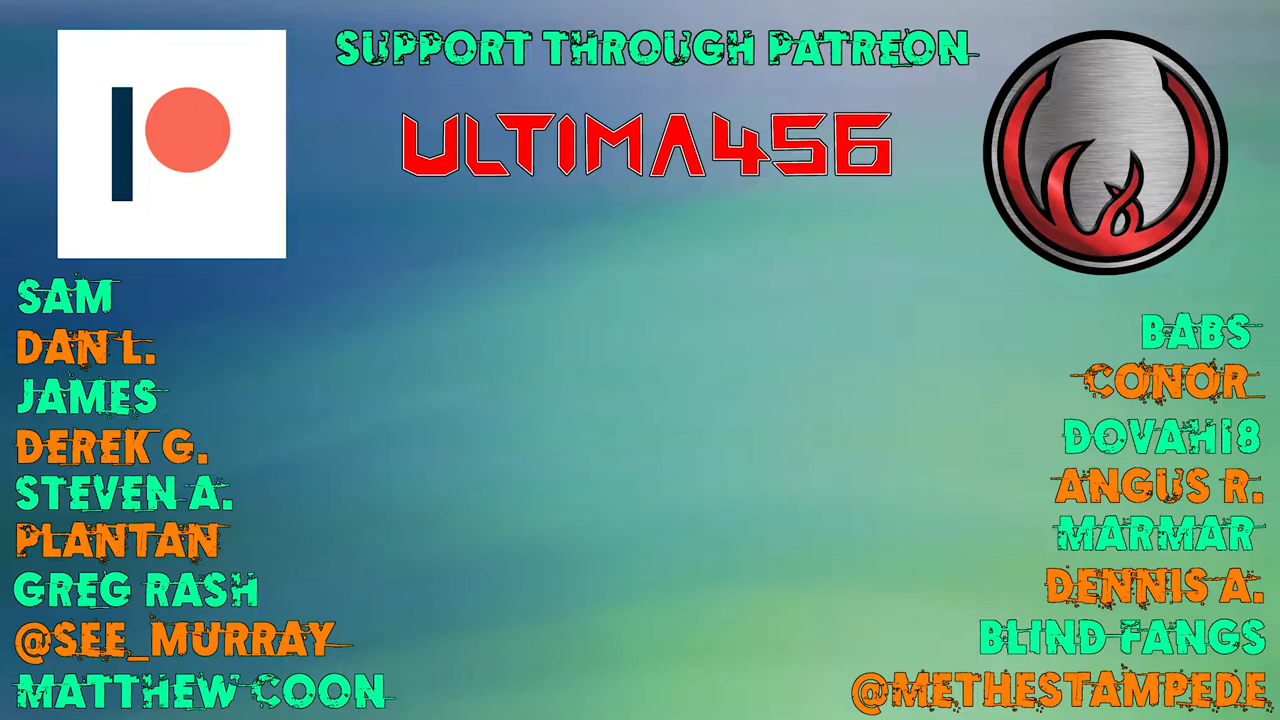 SUPPORT THROUGH PATREON
ULTIMA456
SAM
DAN L.
JAMES
DEREK G.
STEVEN A.
PLANTAN
GREG RASH
@SEE_MURRAY
MATTHEW COON
BABS
CONOR
DOVAH18
ANGUS R.
MARMAR
DENNIS A.
BLIND FANGS
@METHESTAMPEDE